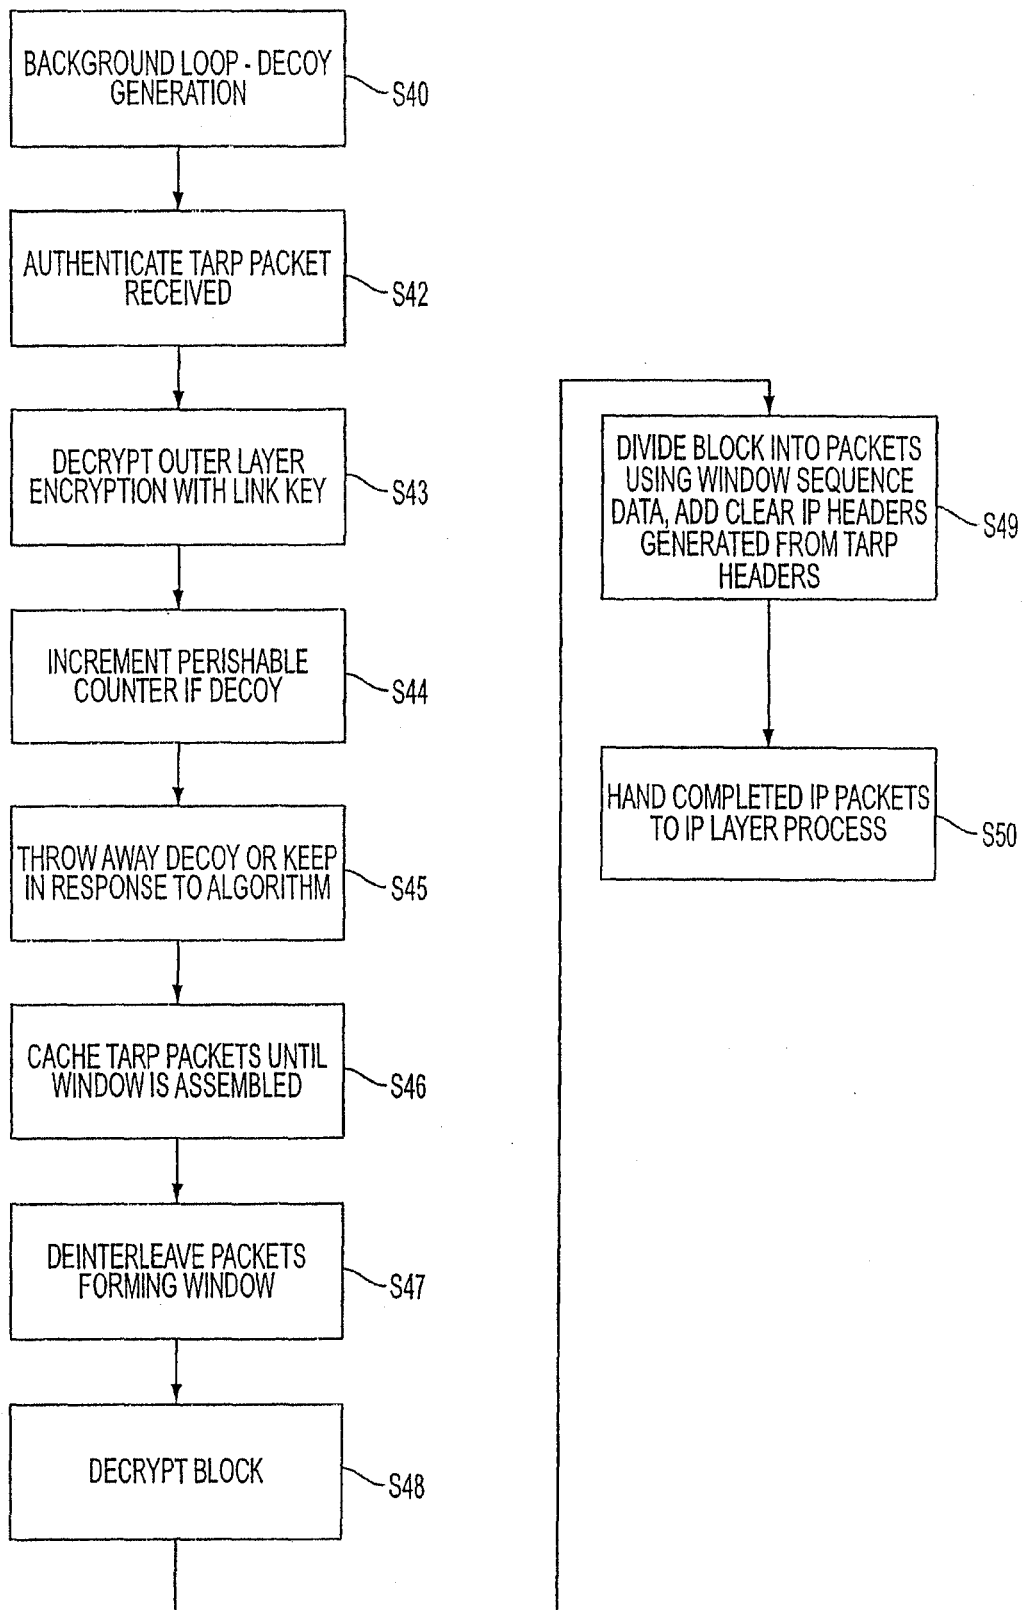 BACKGROUND LOOP - DECOY
GENERATION
S40
AUTHENTICATE TARP PACKET
RECEIVED
S42
DECRYPT OUTER LAYER
ENCRYPTION WITH LINK KEY
S43
INCREMENT PERISHABLE
COUNTER IF DECOY
S44
THROW AWAY DECOY OR KEEP
IN RESPONSE TO ALGORITHM
S45
CACHE TARP PACKETS UNTIL
WINDOW IS ASSEMBLED
S46
DEINTERLEAVE PACKETS
FORMING WINDOW
S47
DECRYPT BLOCK
S48
DIVIDE BLOCK INTO PACKETS
USING WINDOW SEQUENCE
DATA, ADD CLEAR IP HEADERS
GENERATED FROM TARP
HEADERS
S49
HAND COMPLETED IP PACKETS
TO IP LAYER PROCESS
S50